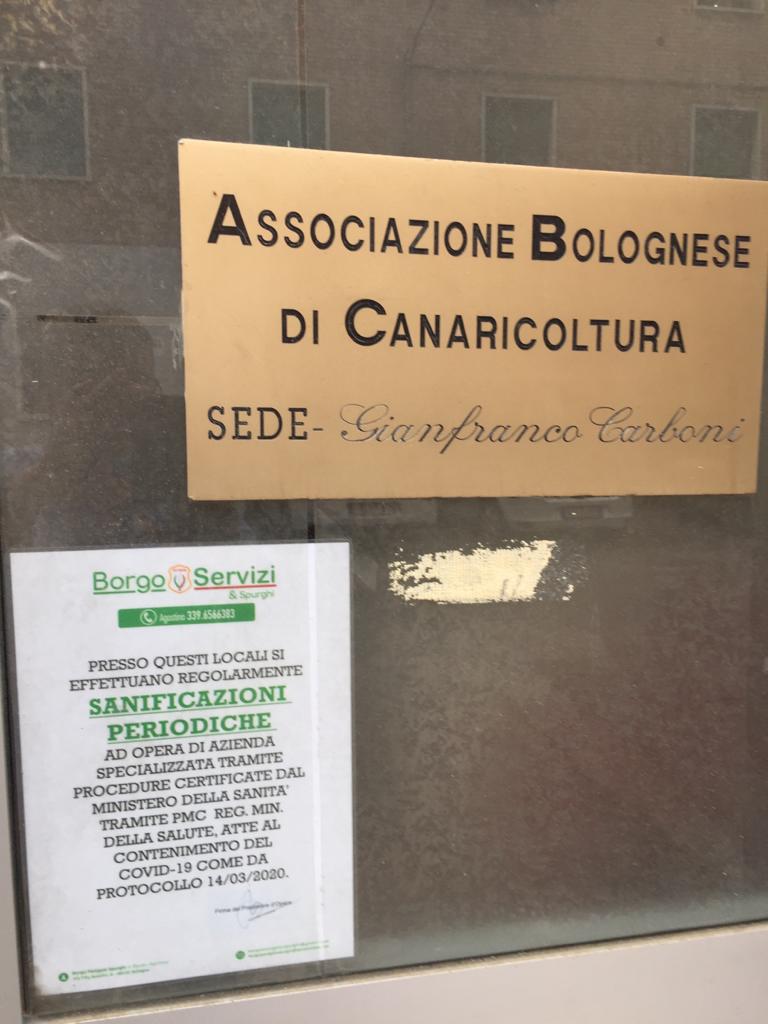 ASSOCIAZIONE BOLOGNESE
DI CANARICOLTURA
SEDE- Gianfranco Carboni
Borgo Servizi
& Spurghi
Agostino 339.6566383
PRESSO QUESTI LOCALI SI
EFFETTUANO REGOLARMENTE
SANIFICAZIONI
PERIODICHE
AD OPERA DI AZIENDA
SPECIALIZZATA TRAMITE
PROCEDURE CERTIFICATE DAL
MINISTERO DELLA SANITA'
TRAMITE PMC REG. MIN.
DELLA SALUTE, ATTE AL
CONTENIMENTO DEL
COVID-19 COME DA
PROTOCOLLO 14/03/2020.